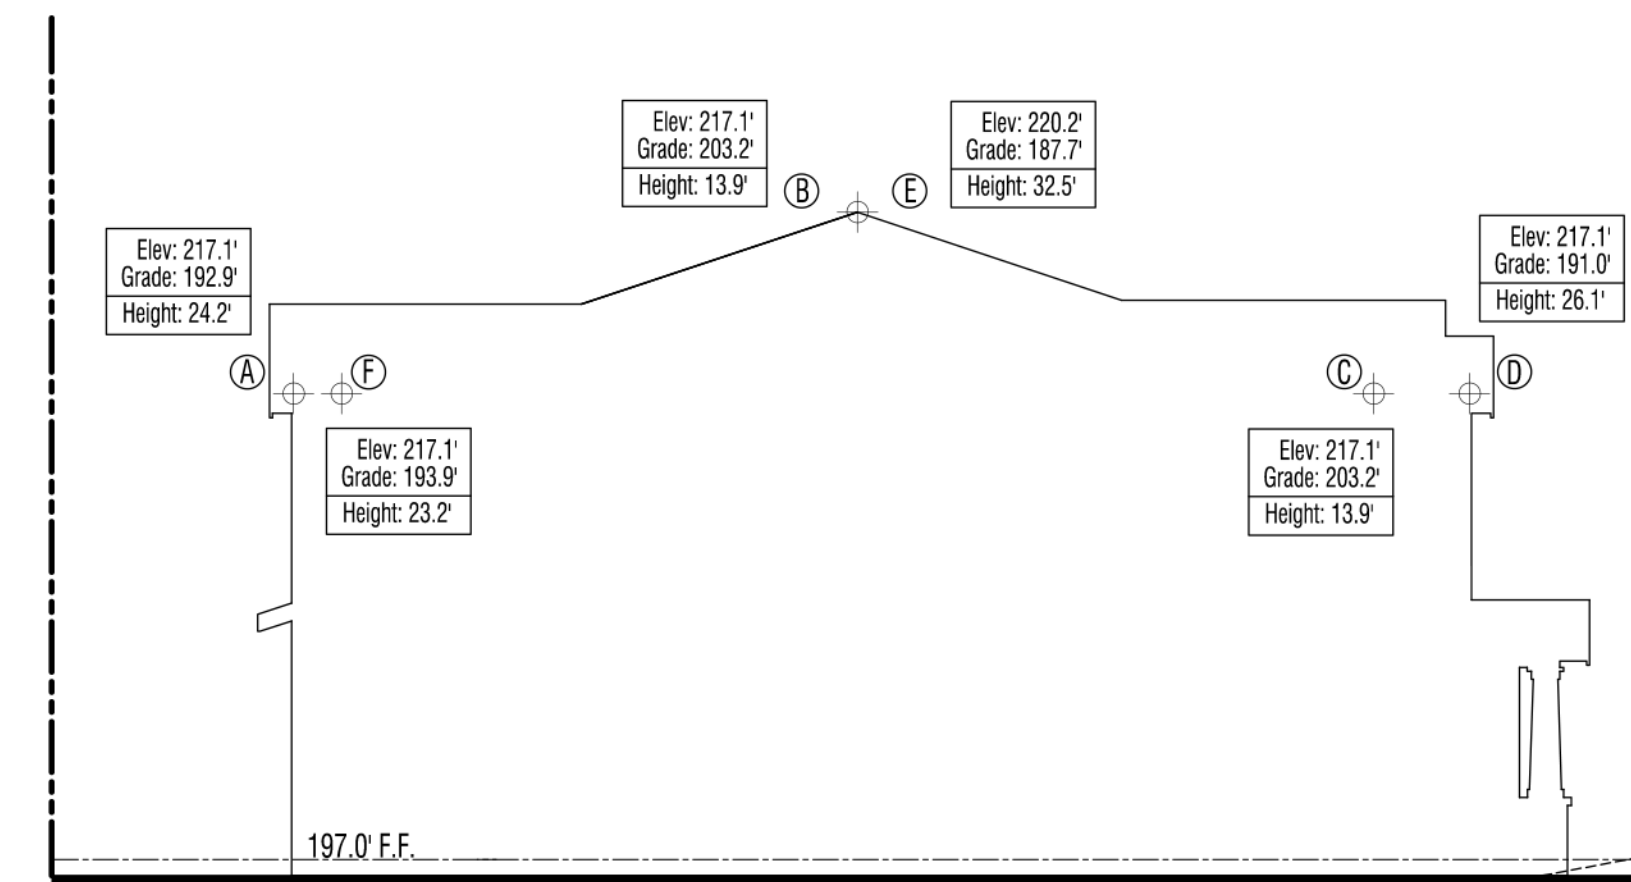 Elev: 217.1'
Grade: 203.2'
Height: 13.9'
B
E
Elev: 220.2'
Grade: 187.7'
Height: 32.5'
Elev: 217.1'
Grade: 192.9'
Height: 24.2'
Elev: 217.1'
Grade: 191.0'
Height: 26.1'
A
F
C
D
Elev: 217.1'
Grade: 193.9'
Height: 23.2'
Elev: 217.1'
Grade: 203.2'
Height: 13.9'
197.0' F.F.